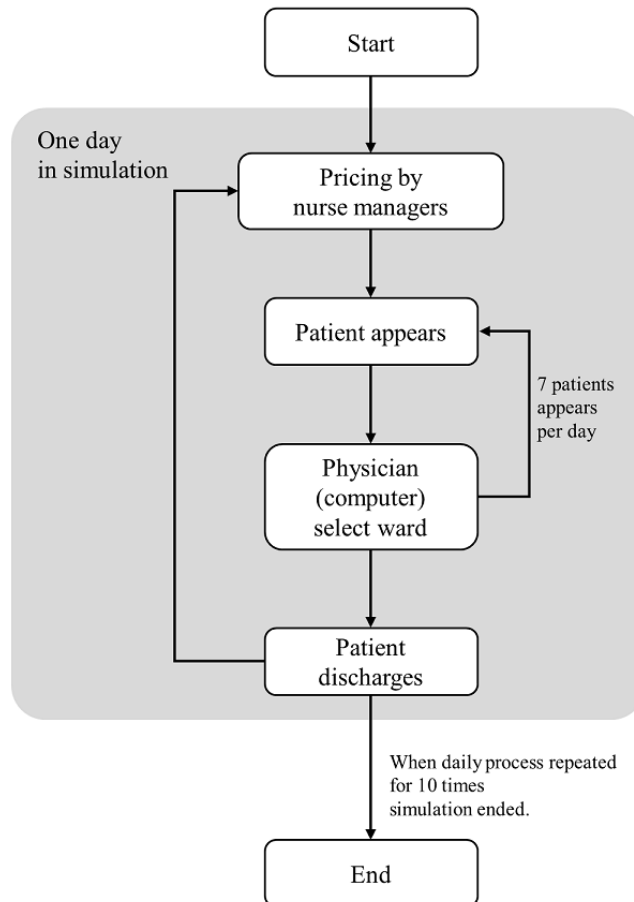 Start
One day
in simulation
Pricing by
nurse managers
Patient appears
7 patients
appears
per day
Physician
(computer)
select ward
Patient
discharges
When daily process repeated
for 10 times
simulation ended.
End